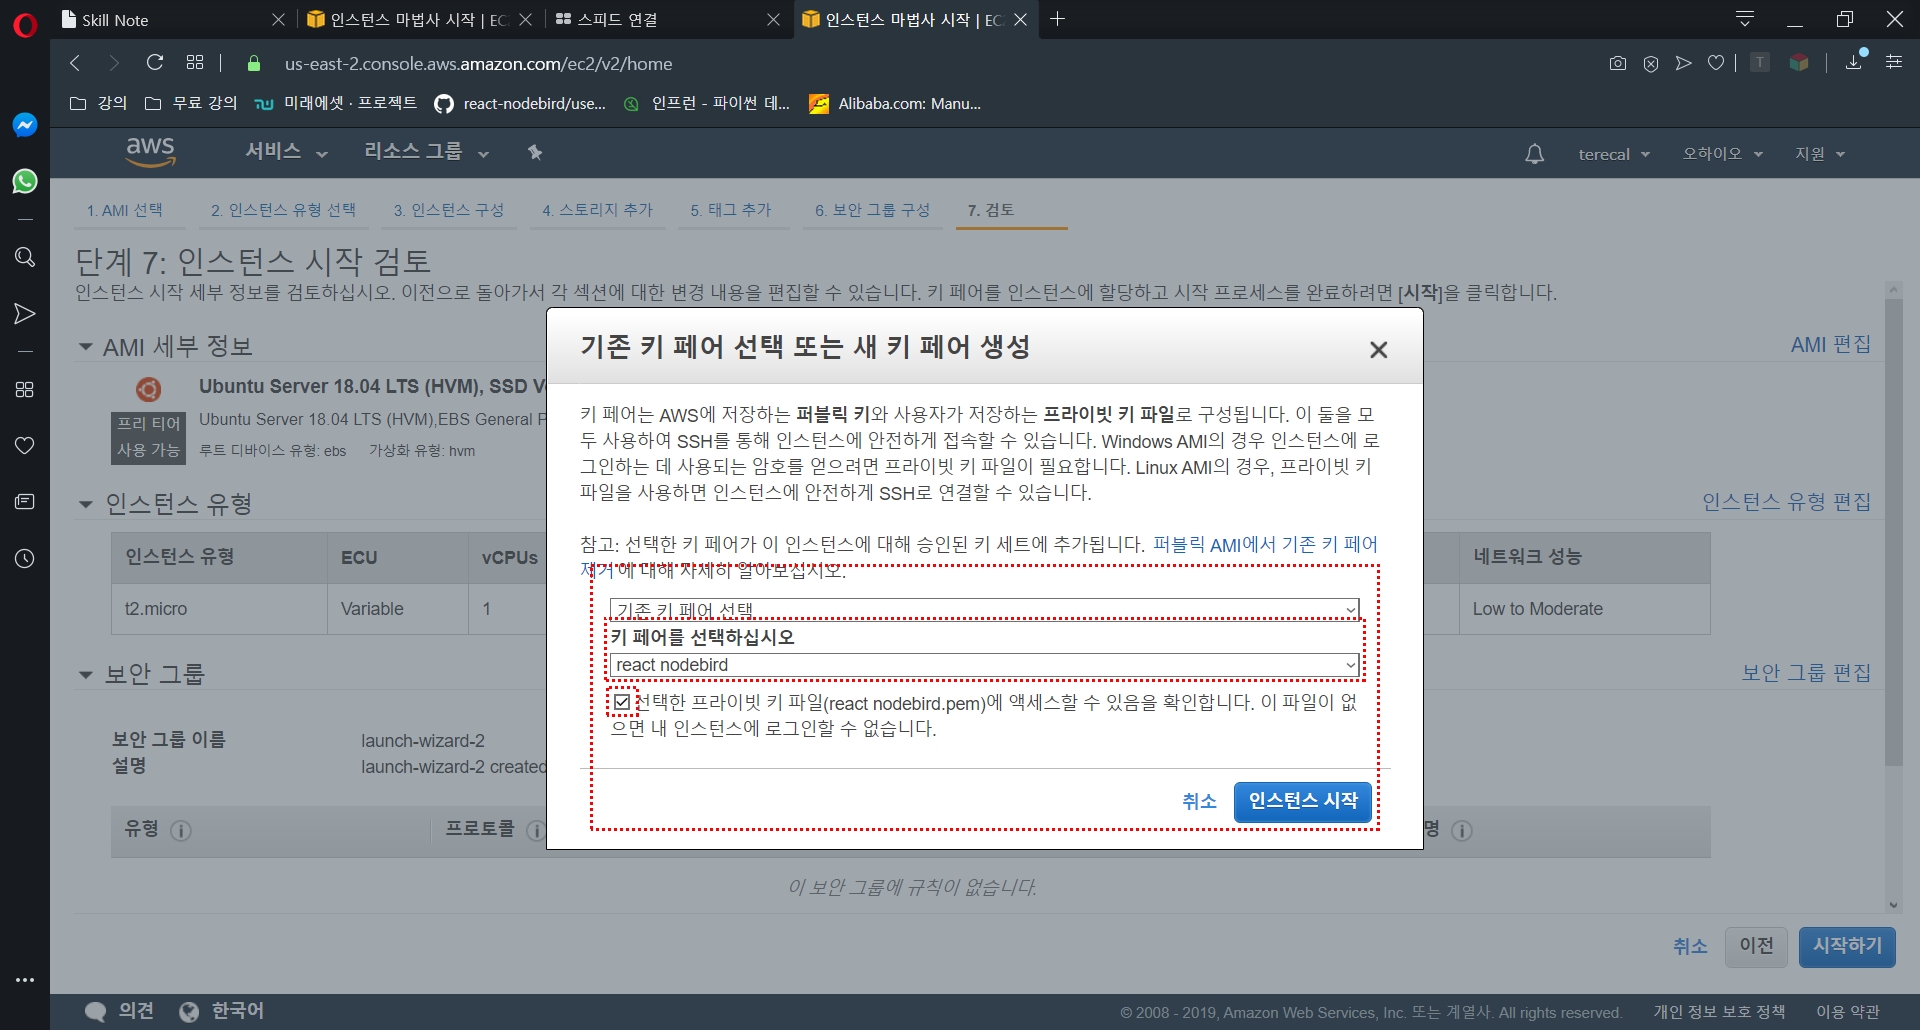 Skill Note
인스턴스 마법사 시작 | EC
스피드 연결
인스턴스 마법사 시작 | EC
us-east-2.console.aws.amazon.com/ec2/v2/home
강의
무료 강의
미래에셋 · 프로젝트
react-nodebird/use...
인프런 - 파이썬 데...
Alibaba.com: Manu...
aws
서비스
리소스 그룹
terecal
오하이오
지원
1. AMI 선택
2. 인스턴스 유형 선택
3. 인스턴스 구성
4. 스토리지 추가
5. 태그 추가
6. 보안 그룹 구성
7. 검토
단계 7: 인스턴스 시작 검토
인스턴스 시작 세부 정보를 검토하십시오. 이전으로 돌아가서 각 섹션에 대한 변경 내용을 편집할 수 있습니다. 키 페어를 인스턴스에 할당하고 시작 프로세스를 완료하려면 [시작]을 클릭합니다.
AMI 세부 정보
AMI 편집
Ubuntu Server 18.04 LTS (HVM), SSD V
프리 티어
사용 가능
Ubuntu Server 18.04 LTS (HVM),EBS General P
루트 디바이스 유형: ebs 가상화 유형: hvm
인스턴스 유형
인스턴스 유형 편집
인스턴스 유형
ECU
vCPUs
네트워크 성능
t2.micro
Variable
1
Low to Moderate
보안 그룹
보안 그룹 편집
보안 그룹 이름
launch-wizard-2
설명
launch-wizard-2 created
유형
프로토콜
명
이 보안 그룹에 규칙이 없습니다.
기존 키 페어 선택 또는 새 키 페어 생성
키 페어는 AWS에 저장하는 퍼블릭 키와 사용자가 저장하는 프라이빗 키 파일로 구성됩니다. 이 둘을 모
두 사용하여 SSH를 통해 인스턴스에 안전하게 접속할 수 있습니다. Windows AMI의 경우 인스턴스에 로
그인하는 데 사용되는 암호를 얻으려면 프라이빗 키 파일이 필요합니다. Linux AMI의 경우, 프라이빗 키
파일을 사용하면 인스턴스에 안전하게 SSH로 연결할 수 있습니다.
참고: 선택한 키 페어가 이 인스턴스에 대해 승인된 키 세트에 추가됩니다. 퍼블릭 AMI에서 기존 키 페어
제거 에 대해 자세히 알아보십시오.
기존 키 페어 선택
키 페어를 선택하십시오
react nodebird
선택한 프라이빗 키 파일(react nodebird.pem)에 액세스할 수 있음을 확인합니다. 이 파일이 없
으면 내 인스턴스에 로그인할 수 없습니다.
취소
인스턴스 시작
취소
이전
시작하기
의견
한국어
© 2008 - 2019, Amazon Web Services, Inc. 또는 계열사. All rights reserved.
개인 정보 보호 정책
이용 약관